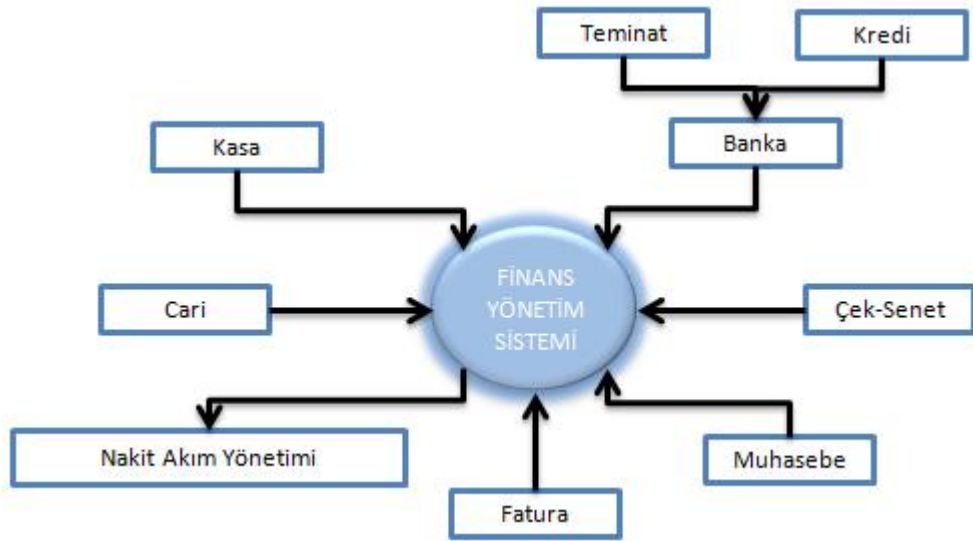 Teminat
Kredi
Kasa
Banka
FİNANS
YÖNETİM
SİSTEMİ
Cari
Çek-Senet
Nakit Akım Yönetimi
Muhasebe
Fatura